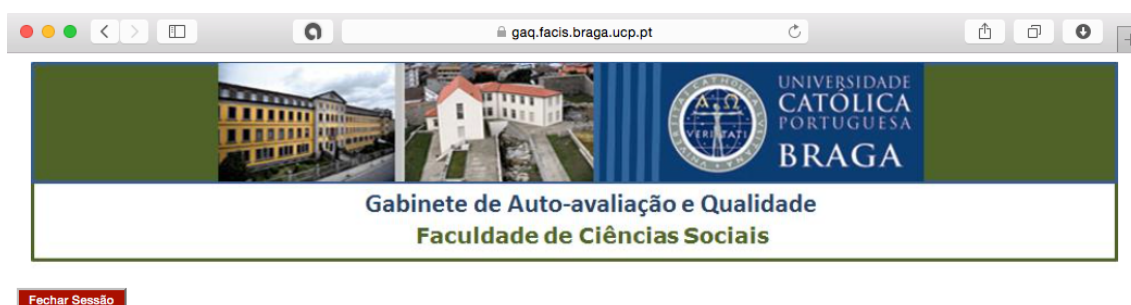 gaq.facis.braga.ucp.pt
UNIVERSIDADE
CATÓLICA
PORTUGUESA
BRAGA
Gabinete de Auto-avaliação e Qualidade
Faculdade de Ciências Sociais
Fechar Sessão